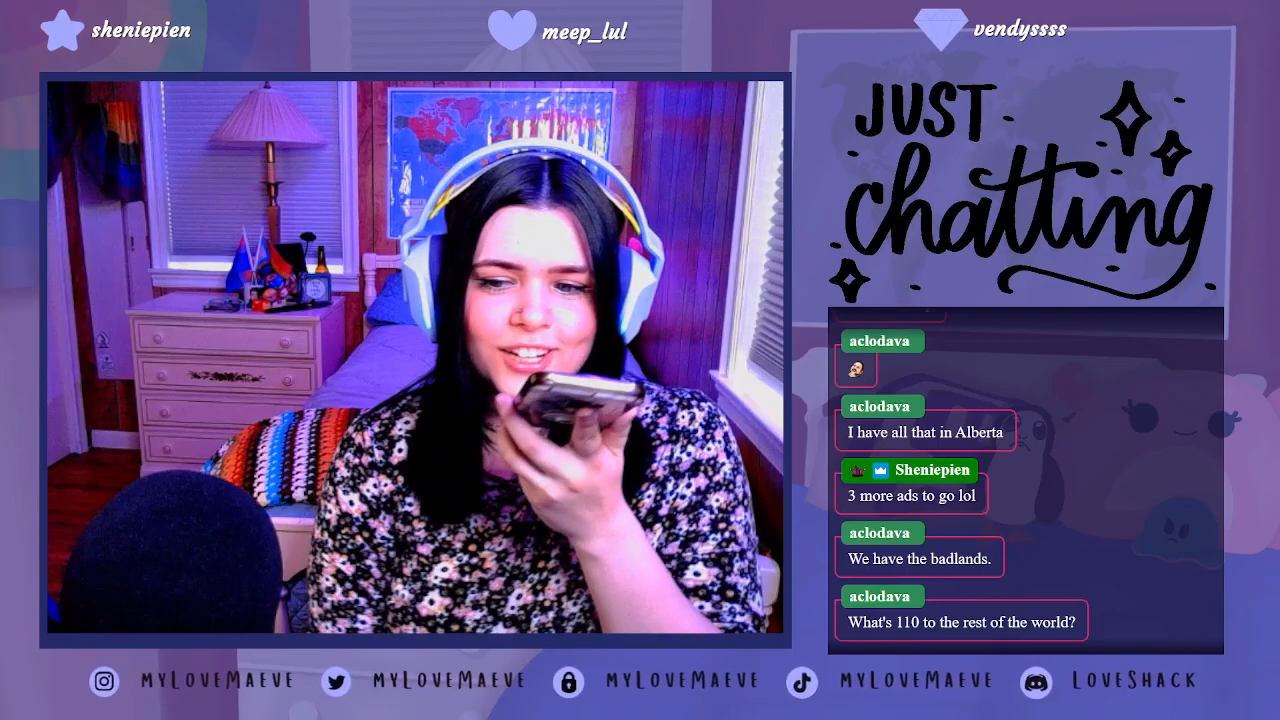 sheniepien
meep_lul
vendyssss
JUST
chatting
aclodava
aclodava
I have all that in Alberta
Sheniepien
3 more ads to go lol
aclodava
We have the badlands.
aclodava
What's 110 to the rest of the world?
MYLOVEMAEVE
MYLOVEMAEVE
MYLOVEMAEVE
MYLOVEMAEVE
LOVESHACK